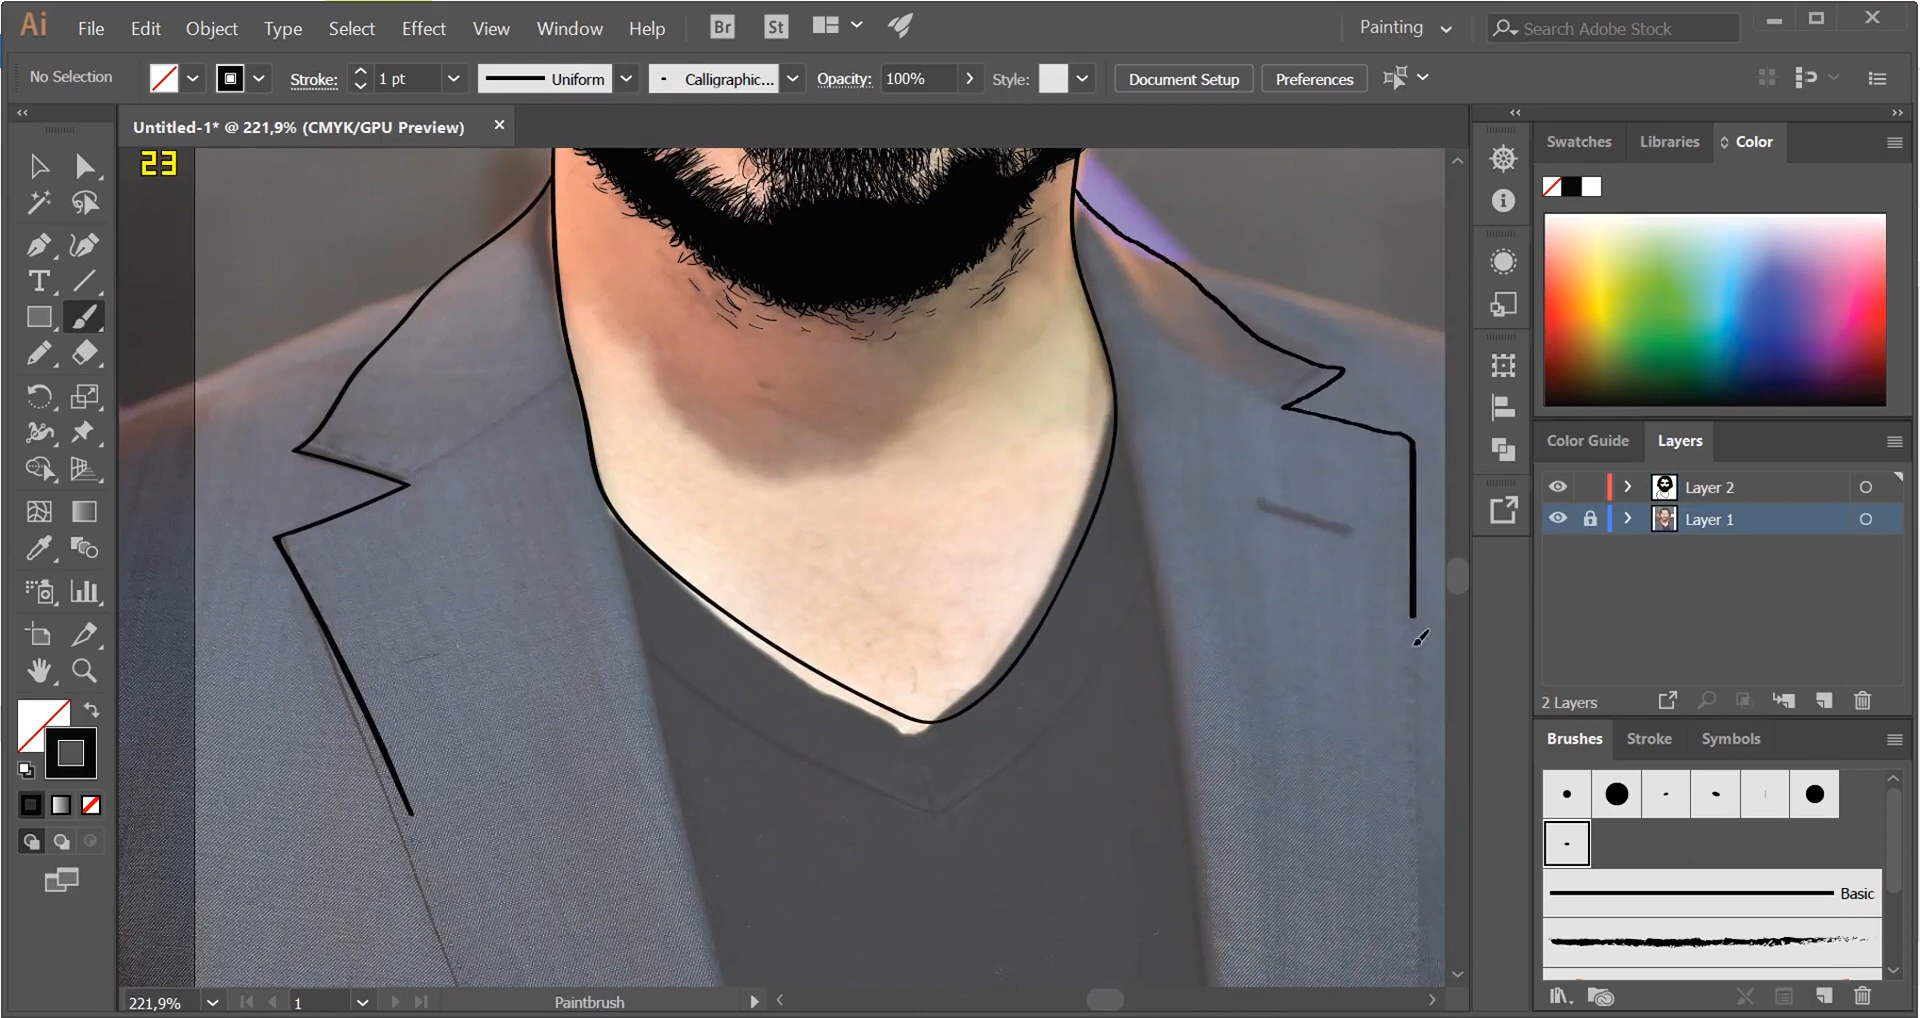 Ai File Edit Object Type Select Effect View Window Help Br St Painting Search Adobe Stock
No Selection Stroke: 1 pt Uniform Calligraphic... Opacity: 100% Style: Document Setup Preferences
Untitled-1* @ 221,9% (CMYK/GPU Preview)
23
Swatches Libraries Color
Color Guide Layers
Layer 2
Layer 1
2 Layers
Brushes Stroke Symbols
Basic
221,9% 1 Paintbrush